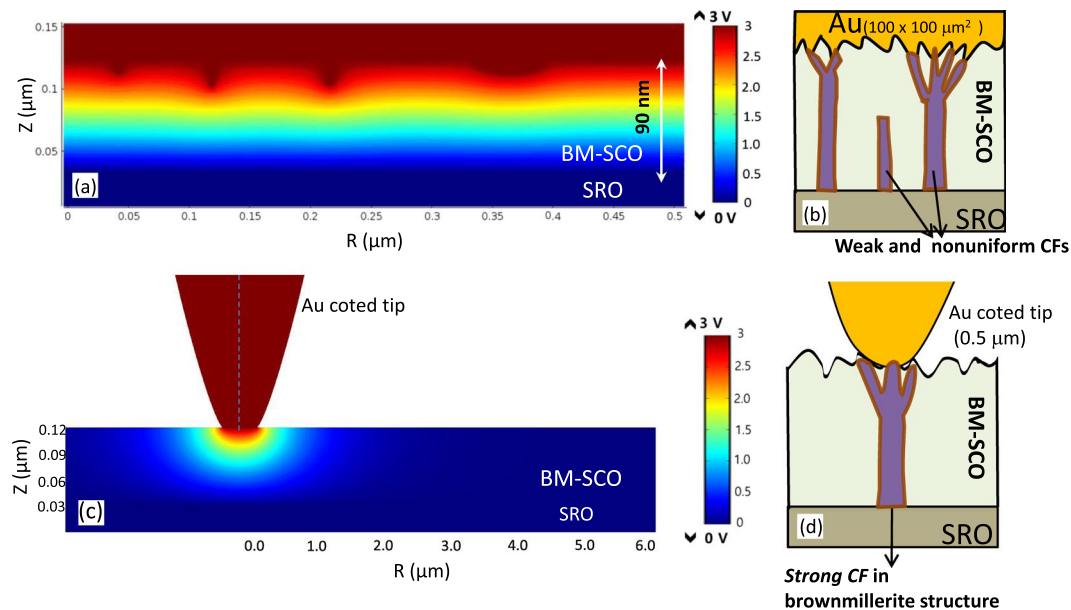 0.15
0.1
0.05
Z (μm)
(a)
90 nm
BM-SCO
SRO
0 0.05 0.1 0.15 0.2 0.25 0.3 0.35 0.4 0.45 0.5
R (μm)
3 V
3
2.5
2.0
1.5
1.0
0.5
0
0 V
Au(100 x 100 μm² )
BM-SCO
(b)
SRO
Weak and nonuniform CFs
Au coted tip
0.12
0.09
0.06
0.03
Z (μm)
(c)
BM-SCO
SRO
0.0 1.0 2.0 3.0 4.0 5.0 6.0
R (μm)
3 V
3
2.0
2.0
1.5
1.0
0.5
0
0 V
Au coted tip
(0.5 μm)
BM-SCO
(d)
SRO
Strong CF in
brownmillerite structure